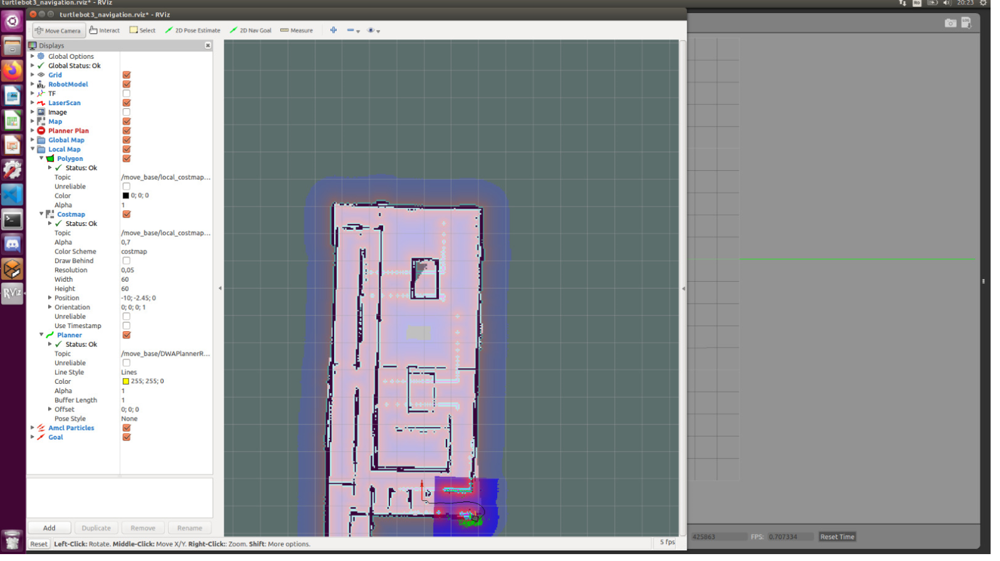 turtlebot3_navigation.rviz* - RViz
20:23
turtlebot3_navigation.rviz* - RViz
Move Camera Interact Select 2D Pose Estimate 2D Nav Goal Measure
Displays
Global Options
Global Status: Ok
Grid
RobotModel
TF
LaserScan
Image
Map
Planner Plan
Global Map
Local Map
Polygon
Status: Ok
Topic /move_base/local_costmap...
Unreliable
Color 0; 0; 0
Alpha 1
Costmap
Status: Ok
Topic /move_base/local_costmap...
Alpha 0,7
Color Scheme costmap
Draw Behind
Resolution 0,05
Width 60
Height 60
Position -10; -2.45; 0
Orientation 0; 0; 0; 1
Unreliable
Use Timestamp
Planner
Status: Ok
Topic /move_base/DWAPlannerR...
Unreliable
Line Style Lines
Color 255; 255; 0
Alpha 1
Buffer Length 1
Offset 0; 0; 0
Pose Style None
Amcl Particles
Goal
Add Duplicate Remove Rename
Reset Left-Click: Rotate. Middle-Click: Move X/Y. Right-Click:: Zoom. Shift: More options. 5 fps
425863 FPS: 0.707334 Reset Time
RViz
LOG
Ro